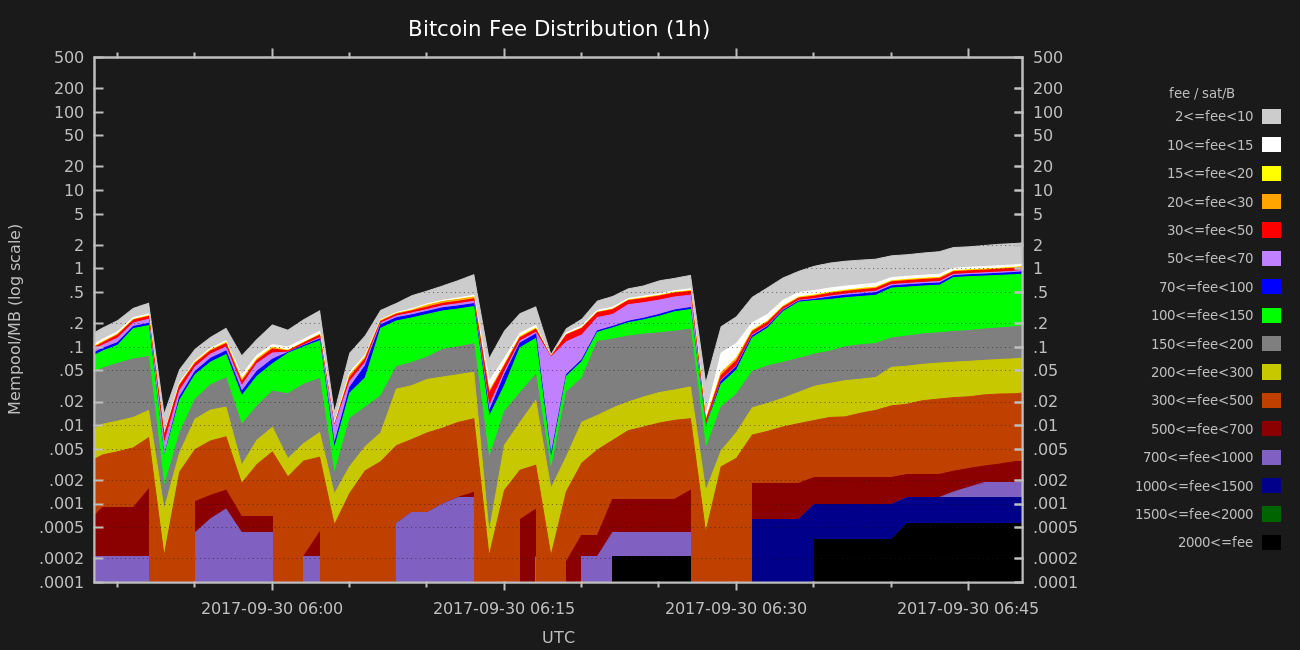 Bitcoin Fee Distribution (1h)
500 500
200 200
100 100
50 50
20 20
10 10
5 5
2 2
1 1
.5 .5
.2 .2
.1 .1
.05 .05
.02 .02
.01 .01
.005 .005
.002 .002
.001 .001
.0005 .0005
.0002 .0002
.0001 .0001
Mempool/MB (log scale)
2017-09-30 06:00 2017-09-30 06:15 2017-09-30 06:30 2017-09-30 06:45
UTC
fee / sat/B
2<=fee<10
10<=fee<15
15<=fee<20
20<=fee<30
30<=fee<50
50<=fee<70
70<=fee<100
100<=fee<150
150<=fee<200
200<=fee<300
300<=fee<500
500<=fee<700
700<=fee<1000
1000<=fee<1500
1500<=fee<2000
2000<=fee